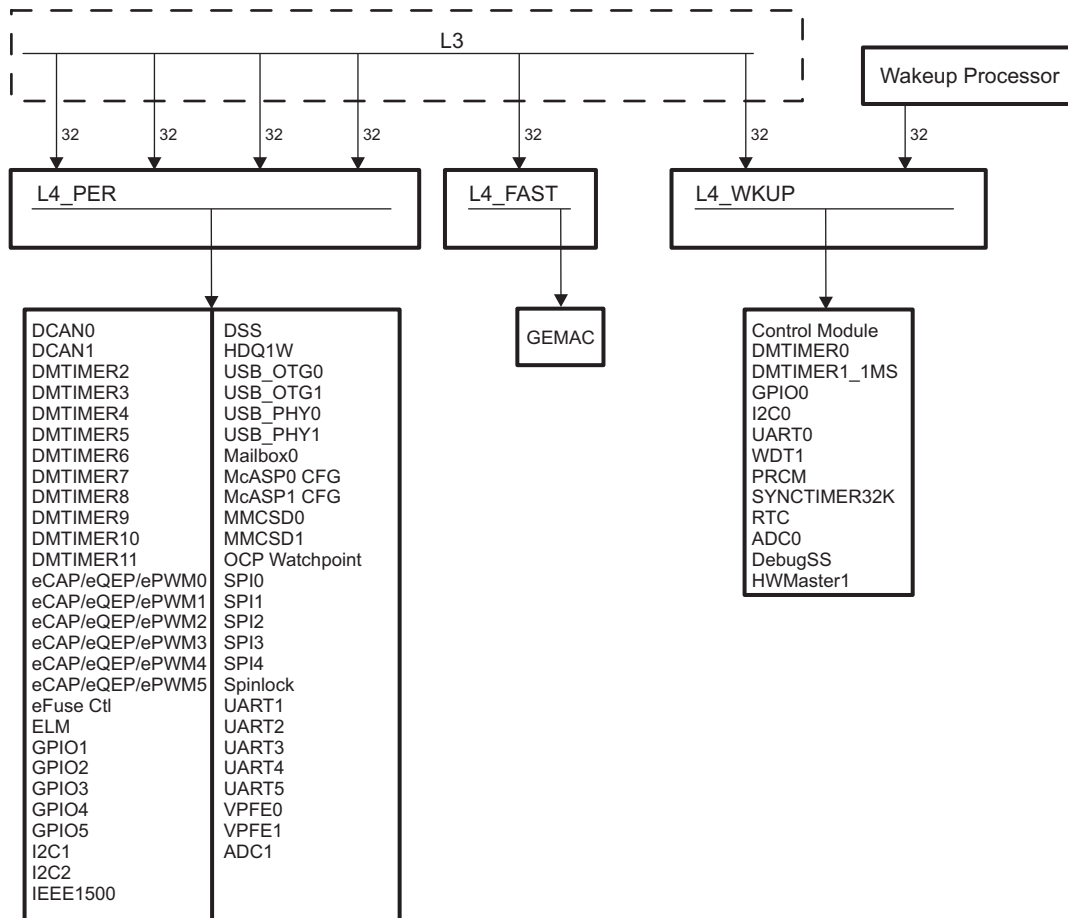 L3
Wakeup Processor
32
32
32
32
32
32
32
L4_PER
L4_FAST
L4_WKUP
DCAN0
DCAN1
DMTIMER2
DMTIMER3
DMTIMER4
DMTIMER5
DMTIMER6
DMTIMER7
DMTIMER8
DMTIMER9
DMTIMER10
DMTIMER11
eCAP/eQEP/ePWM0
eCAP/eQEP/ePWM1
eCAP/eQEP/ePWM2
eCAP/eQEP/ePWM3
eCAP/eQEP/ePWM4
eCAP/eQEP/ePWM5
eFuse Ctl
ELM
GPIO1
GPIO2
GPIO3
GPIO4
GPIO5
I2C1
I2C2
IEEE1500
DSS
HDQ1W
USB_OTG0
USB_OTG1
USB_PHY0
USB_PHY1
Mailbox0
McASP0 CFG
McASP1 CFG
MMCSD0
MMCSD1
OCP Watchpoint
SPI0
SPI1
SPI2
SPI3
SPI4
Spinlock
UART1
UART2
UART3
UART4
UART5
VPFE0
VPFE1
ADC1
GEMAC
Control Module
DMTIMER0
DMTIMER1_1MS
GPIO0
I2C0
UART0
WDT1
PRCM
SYNCTIMER32K
RTC
ADC0
DebugSS
HWMaster1